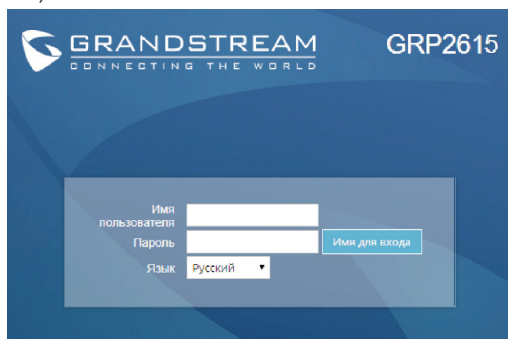 GRANDSTREAM
CONNECTING THE WORLD
GRP2615
Имя
пользователя
Пароль
Имя для входа
Язык
Русский